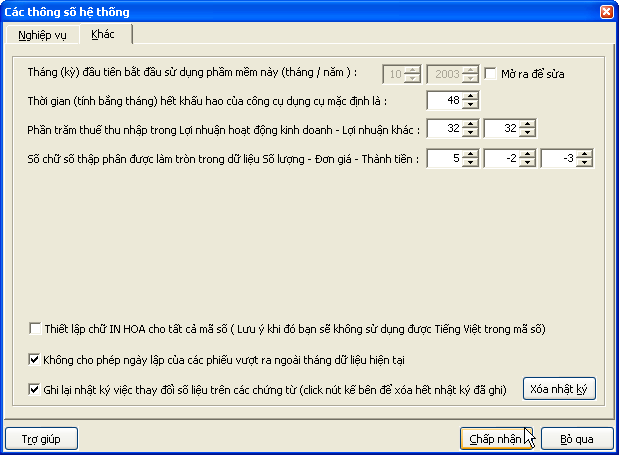 Các thông số hệ thống
Nghiệp vụ Khác
Tháng (kỳ) đầu tiên bắt đầu sử dụng phầm mềm này (tháng / năm ) : 10 2003 Mở ra để sửa
Thời gian (tính bằng tháng) hết khấu hao của công cụ dụng cụ mặc định là : 48
Phần trăm thuế thu nhập trong Lợi nhuận hoạt động kinh doanh - Lợi nhuận khác : 32 32
Số chữ số thập phân được làm tròn trong dữ liệu Số lượng - Đơn giá - Thành tiền : 5 -2 -3
Thiết lập chữ IN HOA cho tất cả mã số ( Lưu ý khi đó bạn sẽ không sử dụng được Tiếng Việt trong mã số)
Không cho phép ngày lập của các phiếu vượt ra ngoài tháng dữ liệu hiện tại
Ghi lại nhật ký việc thay đổi số liệu trên các chứng từ (click nút kế bên để xóa hết nhật ký đã ghi) Xóa nhật ký
Trợ giúp Chấp nhận Bỏ qua